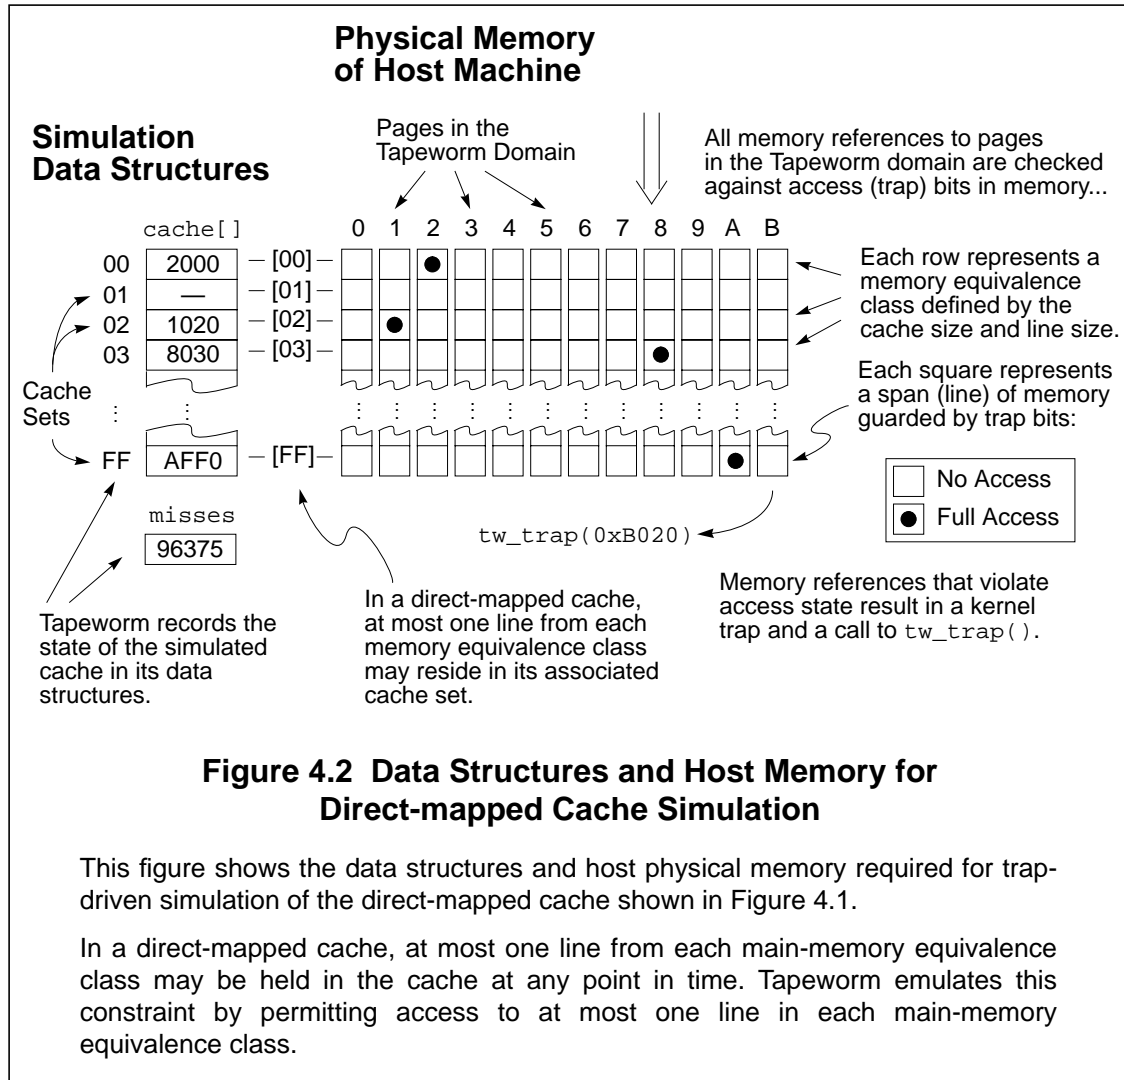 Physical Memory
of Host Machine
Simulation
Data Structures
Pages in the
Tapeworm Domain
All memory references to pages
in the Tapeworm domain are checked
against access (trap) bits in memory...
cache[]
0 1 2 3 4 5 6 7 8 9 A B
00 2000 [00]
01 — [01]
02 1020 [02]
03 8030 [03]
Each row represents a
memory equivalence
class defined by the
cache size and line size.
Cache
Sets
Each square represents
a span (line) of memory
guarded by trap bits:
FF AFF0 [FF]
No Access
Full Access
misses
96375
tw_trap(0xB020)
Tapeworm records the
state of the simulated
cache in its data
structures.
In a direct-mapped cache,
at most one line from each
memory equivalence class
may reside in its associated
cache set.
Memory references that violate
access state result in a kernel
trap and a call to tw_trap().
Figure 4.2 Data Structures and Host Memory for
Direct-mapped Cache Simulation
This figure shows the data structures and host physical memory required for trap-
driven simulation of the direct-mapped cache shown in Figure 4.1.
In a direct-mapped cache, at most one line from each main-memory equivalence
class may be held in the cache at any point in time. Tapeworm emulates this
constraint by permitting access to at most one line in each main-memory
equivalence class.